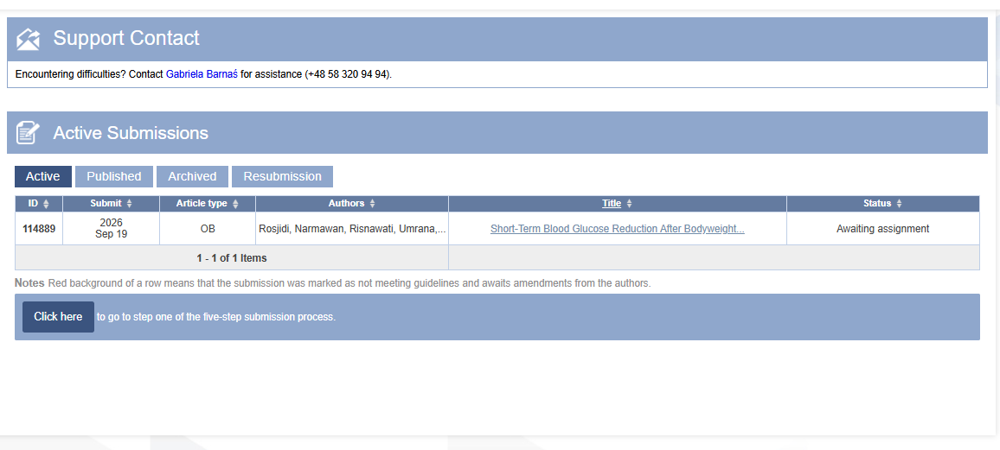 Support Contact
Encountering difficulties? Contact Gabriela Barnaś for assistance (+48 58 320 94 94).
Active Submissions
Active Published Archived Resubmission
ID Submit Article type Authors Title Status
114889 2026 Sep 19 OB Rosjidi, Narmawan, Risnawati, Umrana,... Short-Term Blood Glucose Reduction After Bodyweight... Awaiting assignment
1 - 1 of 1 Items
Notes Red background of a row means that the submission was marked as not meeting guidelines and awaits amendments from the authors.
Click here to go to step one of the five-step submission process.